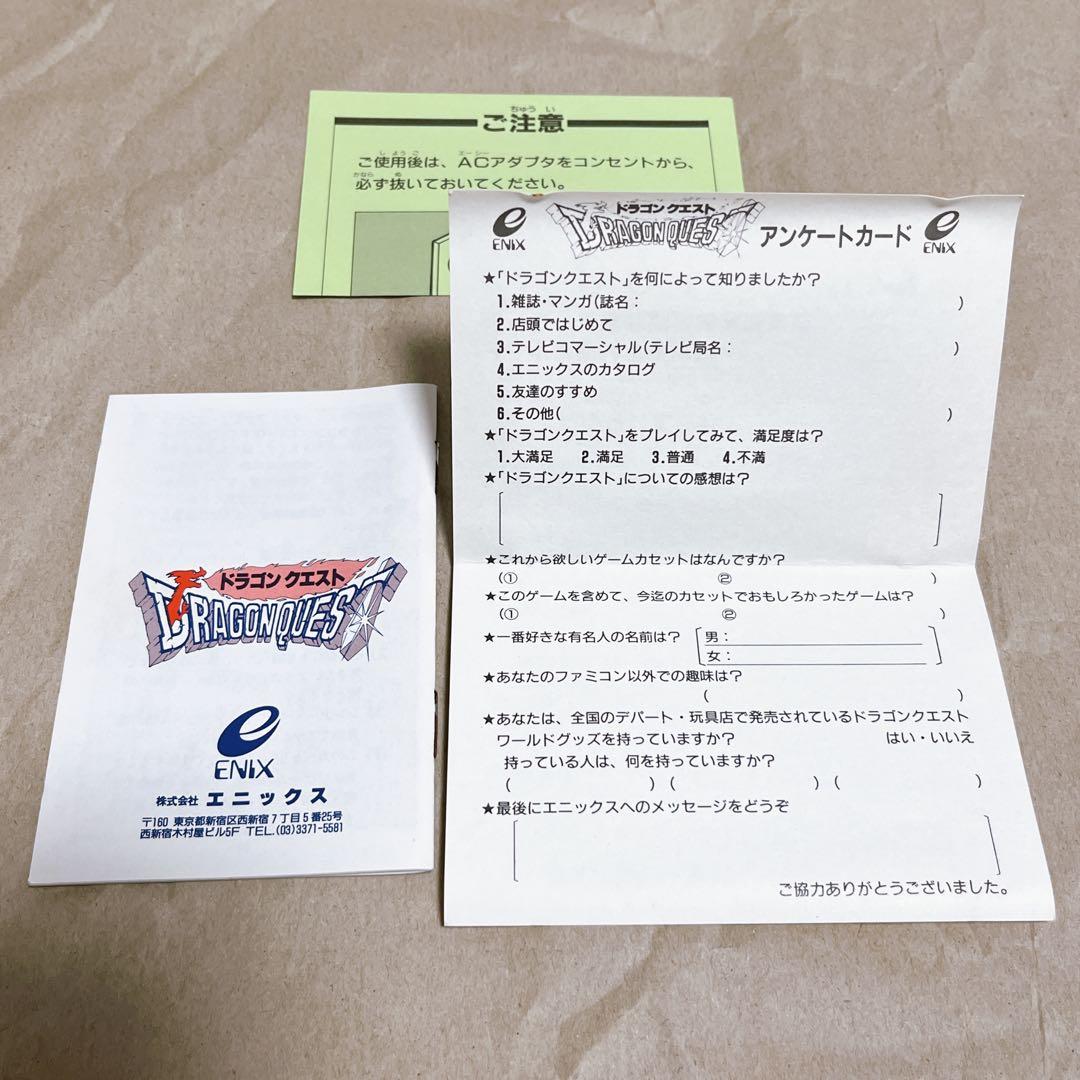 ちゅうい
ご注意
しようご エーシー
ご使用後は、ACアダプタをコンセントから、
かなら ぬ
必ず抜いておいてください。
ENIX
ドラゴン クエスト
DRAGON QUEST
アンケートカード
ENIX
★「ドラゴンクエスト」を何によって知りましたか?
1.雑誌・マンガ(誌名: )
2.店頭ではじめて
3.テレビコマーシャル(テレビ局名: )
4.エニックスのカタログ
5.友達のすすめ
6.その他( )
★「ドラゴンクエスト」をプレイしてみて、満足度は?
1.大満足 2.満足 3.普通 4.不満
★「ドラゴンクエスト」についての感想は?
★これから欲しいゲームカセットはなんですか?
(① ② )
★このゲームを含めて、今迄のカセットでおもしろかったゲームは?
(① ② )
★一番好きな有名人の名前は? 男:
女:
★あなたのファミコン以外での趣味は?
( )
★あなたは、全国のデパート・玩具店で発売されているドラゴンクエスト
ワールドグッズを持っていますか? はい・いいえ
持っている人は、何を持っていますか?
( ) ( ) ( )
★最後にエニックスへのメッセージをどうぞ
ご協力ありがとうございました。
ドラゴン クエスト
DRAGON QUEST
ENIX
株式会社 エニックス
〒160 東京都新宿区西新宿7丁目5番25号
西新宿木村屋ビル5F TEL.(03)3371-5581